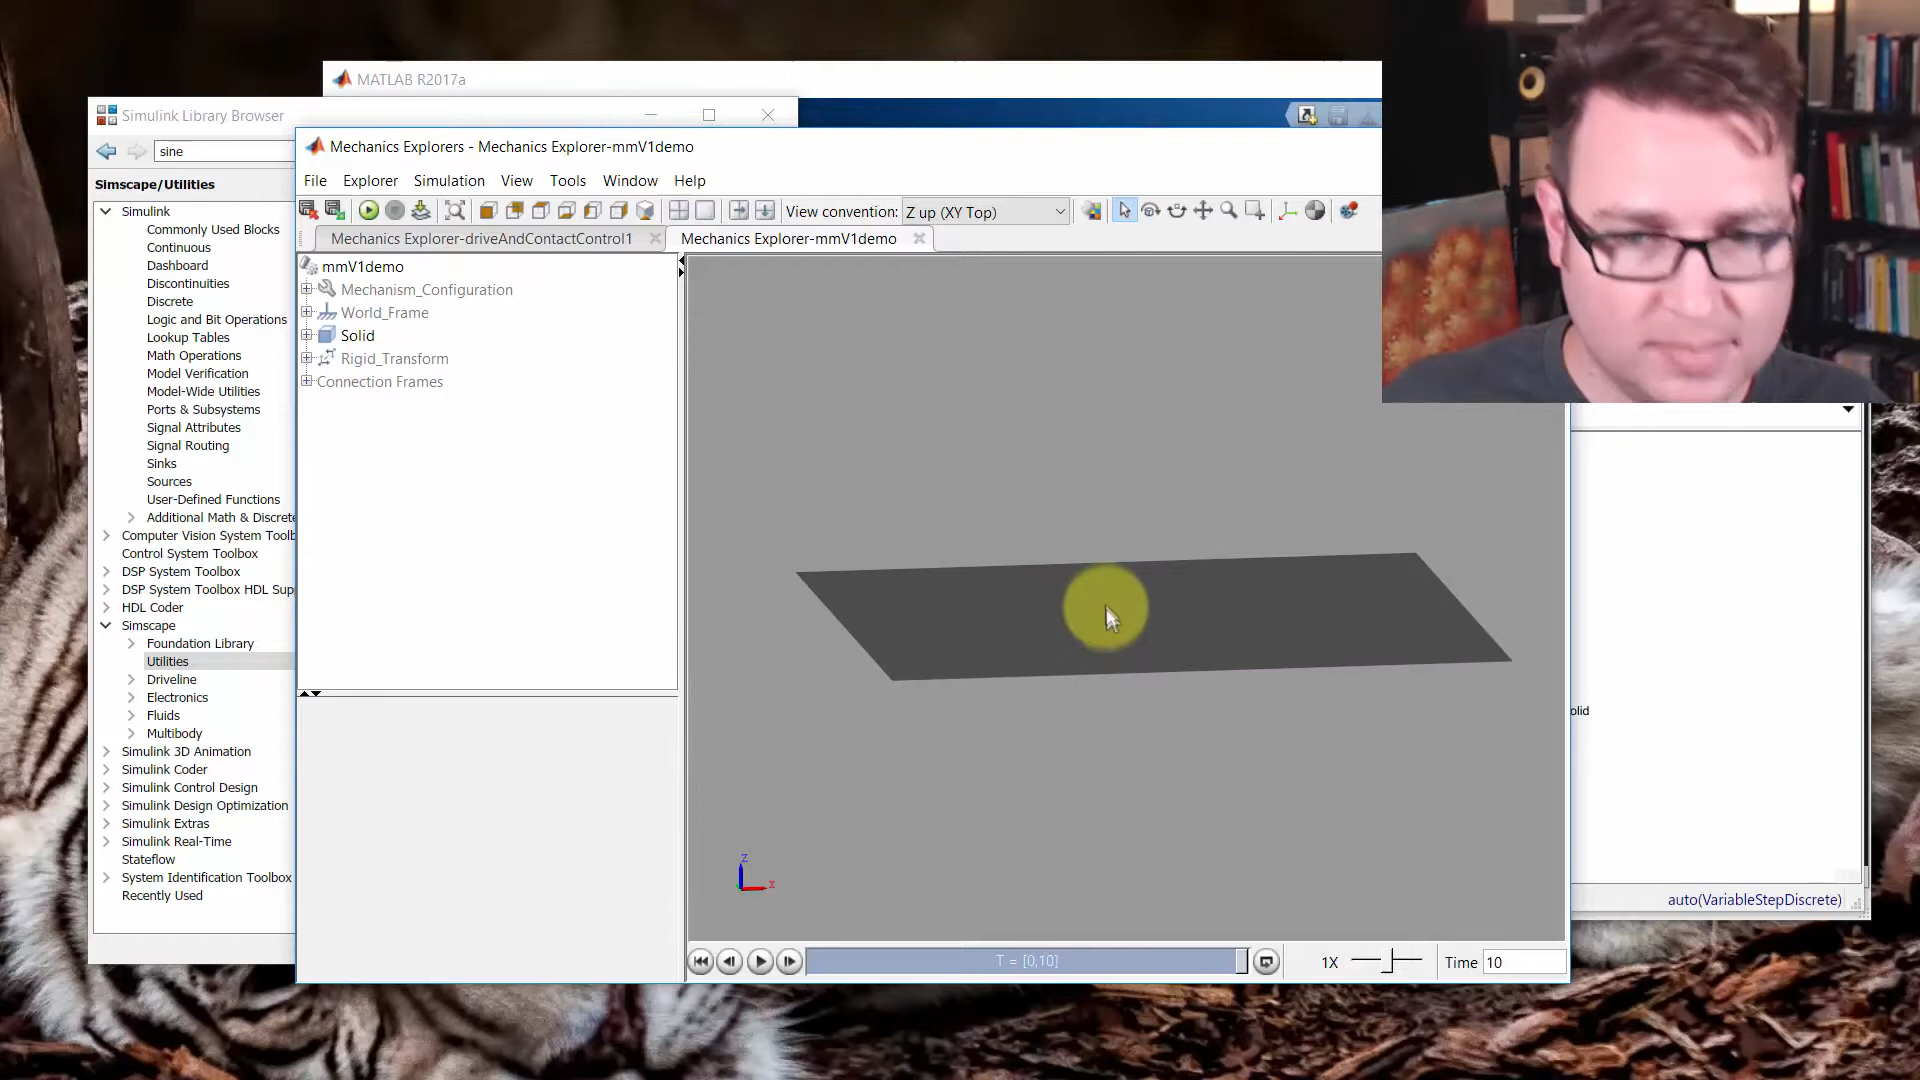 MATLAB R2017a
Simulink Library Browser
sine
Simscape/Utilities
Simulink
Commonly Used Blocks
Continuous
Dashboard
Discontinuities
Discrete
Logic and Bit Operations
Lookup Tables
Math Operations
Model Verification
Model-Wide Utilities
Ports & Subsystems
Signal Attributes
Signal Routing
Sinks
Sources
User-Defined Functions
Additional Math & Discrete
Computer Vision System Toolb
Control System Toolbox
DSP System Toolbox
DSP System Toolbox HDL Sup
HDL Coder
Simscape
Foundation Library
Utilities
Driveline
Electronics
Fluids
Multibody
Simulink 3D Animation
Simulink Coder
Simulink Control Design
Simulink Design Optimization
Simulink Extras
Simulink Real-Time
Stateflow
System Identification Toolbox
Recently Used
Mechanics Explorers - Mechanics Explorer-mmV1demo
File Explorer Simulation View Tools Window Help
View convention: Z up (XY Top)
Mechanics Explorer-driveAndContactControl1 Mechanics Explorer-mmV1demo
mmV1demo
Mechanism_Configuration
World_Frame
Solid
Rigid_Transform
Connection Frames
Z
X
T = [0,10]
1X
Time 10
olid
auto(VariableStepDiscrete)